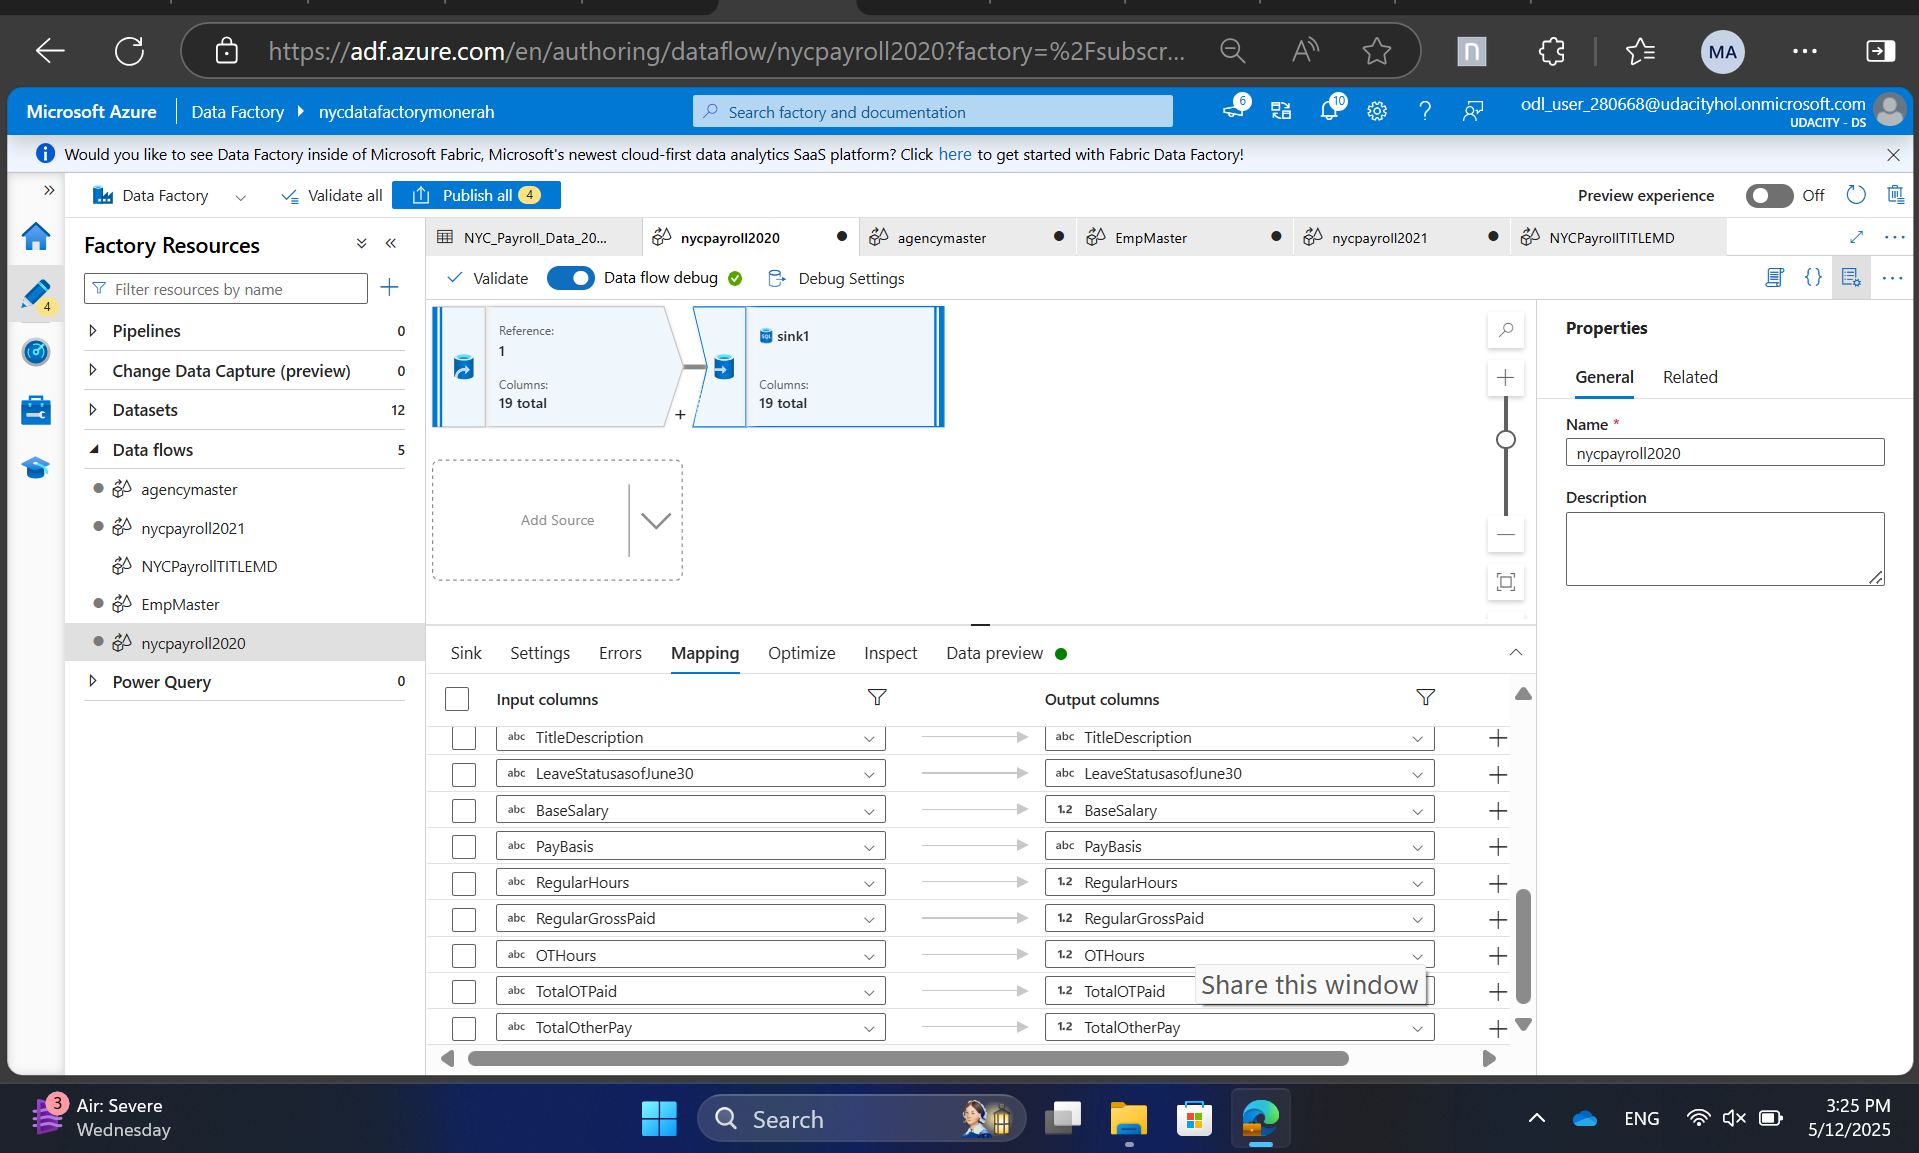 https://adf.azure.com/en/authoring/dataflow/nycpayroll2020?factory=%2Fsubscr...
A
n
MA
Microsoft Azure
Data Factory
nycdatafactorymonerah
Search factory and documentation
6
10
?
odl_user_280668@udacityhol.onmicrosoft.com
UDACITY - DS
Would you like to see Data Factory inside of Microsoft Fabric, Microsoft's newest cloud-first data analytics SaaS platform? Click here to get started with Fabric Data Factory!
Data Factory
Validate all
Publish all 4
Preview experience
Off
Factory Resources
NYC_Payroll_Data_20...
nycpayroll2020
agencymaster
EmpMaster
nycpayroll2021
NYCPayrollTITLEMD
4
Filter resources by name
Validate
Data flow debug
Debug Settings
{}
Pipelines 0
Change Data Capture (preview) 0
Datasets 12
Data flows 5
agencymaster
nycpayroll2021
NYCPayrollTITLEMD
EmpMaster
nycpayroll2020
Power Query 0
Reference:
1
Columns:
19 total
+
SQL sink1
Columns:
19 total
Add Source
Properties
General
Related
Name *
nycpayroll2020
Description
Sink
Settings
Errors
Mapping
Optimize
Inspect
Data preview
Input columns
Output columns
abc TitleDescription abc TitleDescription
abc LeaveStatusasofJune30 abc LeaveStatusasofJune30
abc BaseSalary 1.2 BaseSalary
abc PayBasis abc PayBasis
abc RegularHours 1.2 RegularHours
abc RegularGrossPaid 1.2 RegularGrossPaid
abc OTHours 1.2 OTHours
Share this window
abc TotalOTPaid 1.2 TotalOTPaid
abc TotalOtherPay 1.2 TotalOtherPay
3
Air: Severe
Wednesday
Search
ENG
3:25 PM
5/12/2025